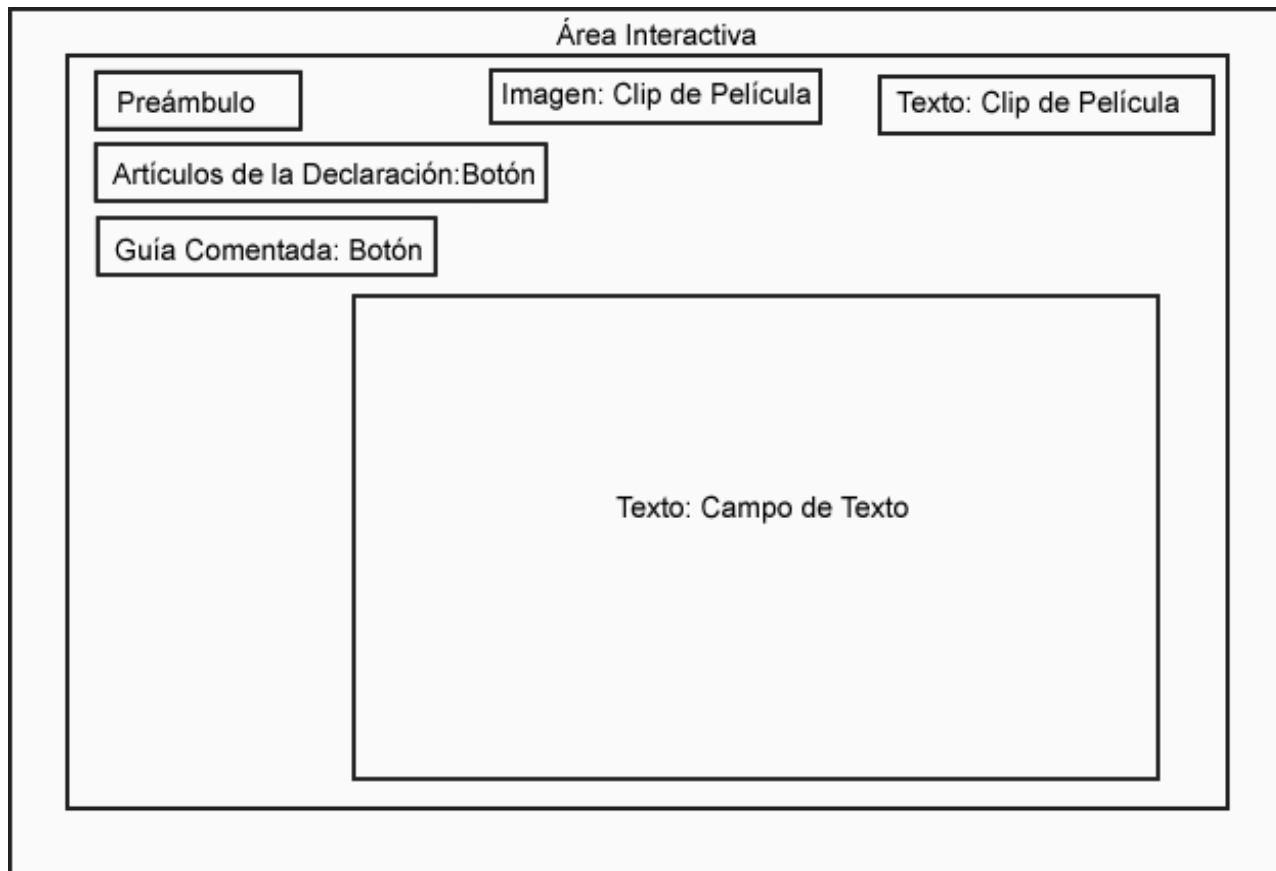 Área Interactiva
Preámbulo
Imagen: Clip de Película
Texto: Clip de Película
Artículos de la Declaración:Botón
Guía Comentada: Botón
Texto: Campo de Texto